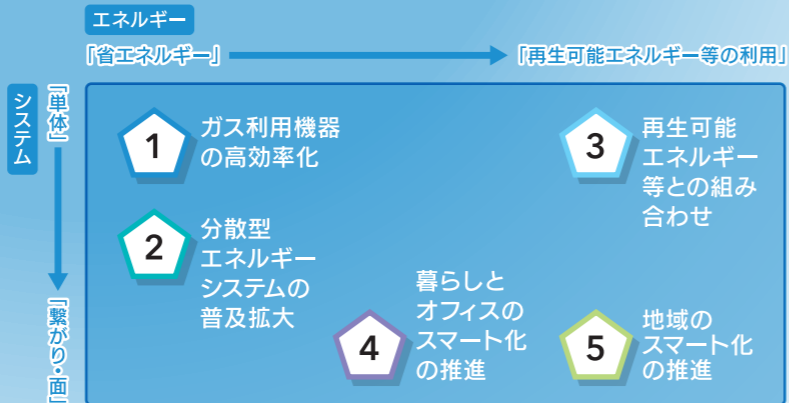 エネルギー
「省エネルギー」
「再生可能エネルギー等の利用」
システム
「単体」
「繋がり・面」
1
ガス利用機器
の高効率化
2
分散型
エネルギー
システムの
普及拡大
3
再生可能
エネルギー
等との組み
合わせ
4
暮らしと
オフィスの
スマート化
の推進
5
地域の
スマート化
の推進